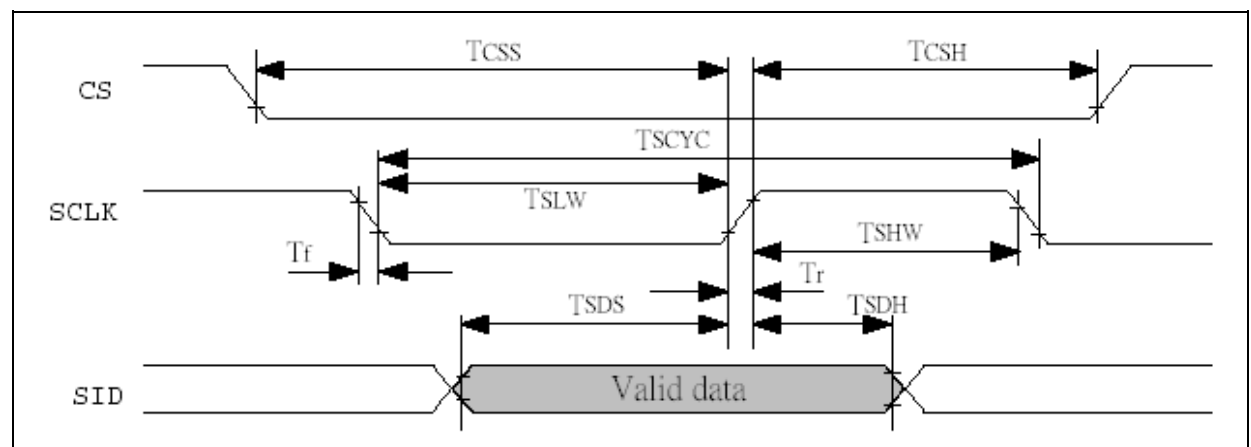 TCSS
TCSH
CS
TSCYC
TSLW
SCLK
TSHW
Tf
Tr
TSDS
TSDH
SID
Valid data